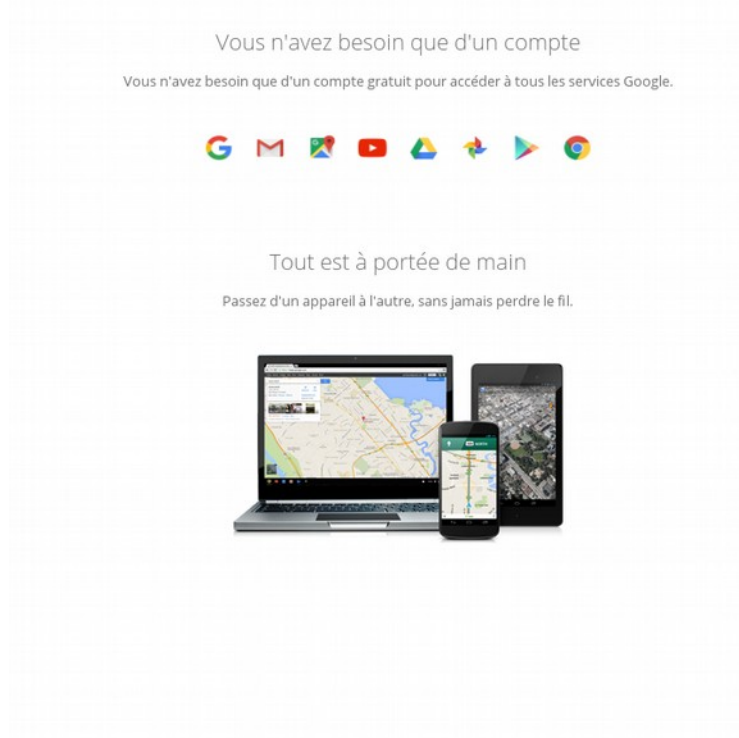 Vous n'avez besoin que d'un compte
Vous n'avez besoin que d'un compte gratuit pour accéder à tous les services Google.
Tout est à portée de main
Passez d'un appareil à l'autre, sans jamais perdre le fil.